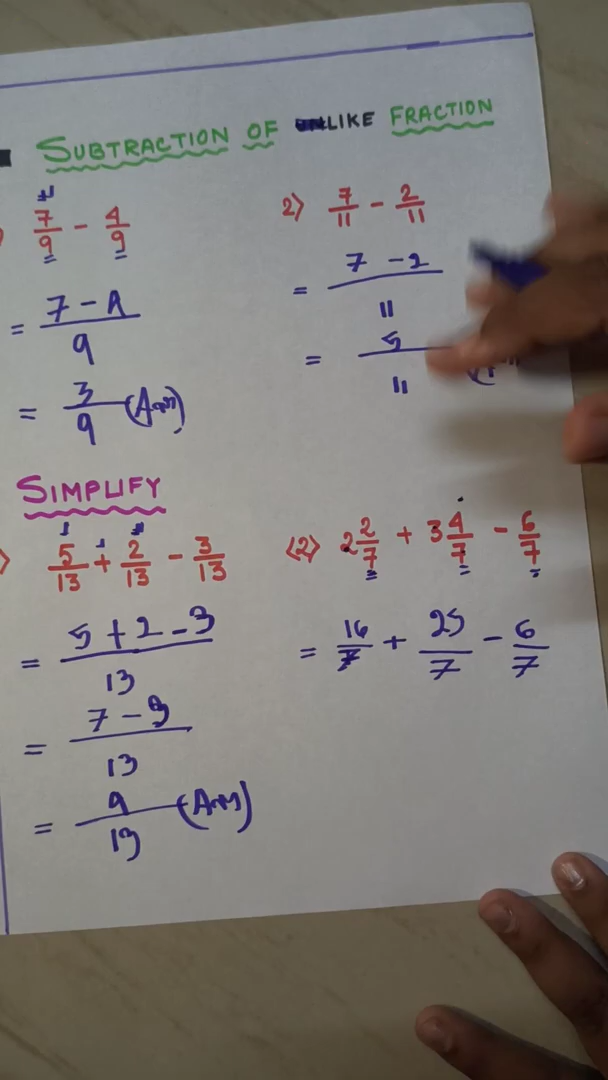 SUBTRACTION OF LIKE FRACTION
7/9 - 4/9
= 7 - 4 / 9
= 3/9 (Ans)
2) 7/11 - 2/11
= 7 - 2 / 11
= 5/11
SIMPLIFY
5/13 + 2/13 - 3/13
= 5 + 2 - 3 / 13
= 7 - 3 / 13
= 4/13 (Ans)
(2) 2 2/7 + 3 4/7 - 6/7
= 16/7 + 25/7 - 6/7